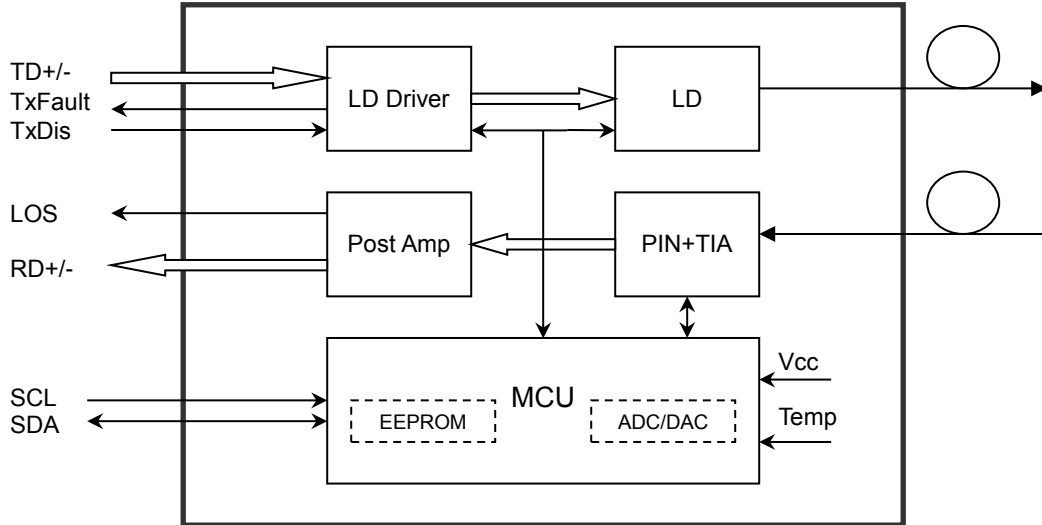 TD+/-
TxFault
TxDis
LD Driver
LD
LOS
RD+/-
Post Amp
PIN+TIA
SCL
SDA
MCU
EEPROM
ADC/DAC
Vcc
Temp